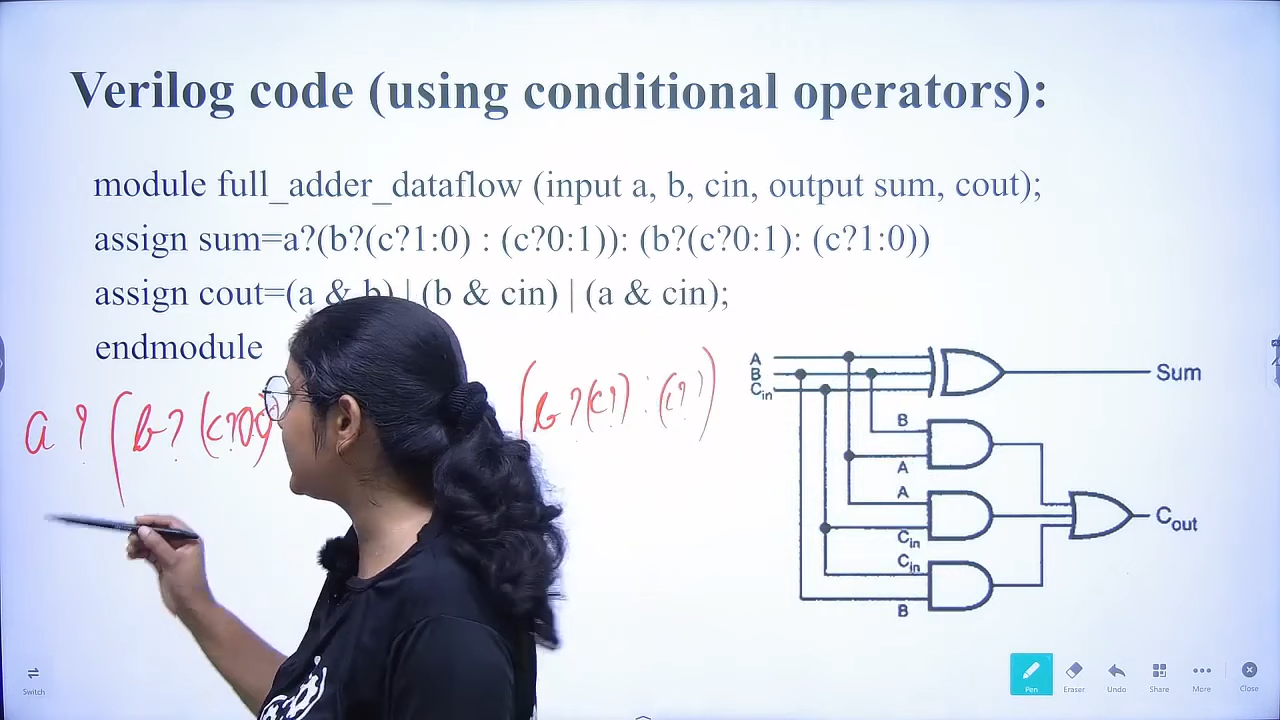 Verilog code (using conditional operators):
module full_adder_dataflow (input a, b, cin, output sum, cout);
assign sum=a?(b?(c?1:0) : (c?0:1)): (b?(c?0:1): (c?1:0))
assign cout=(a & b) | (b & cin) | (a & cin);
endmodule
a ? (b? (c?0
(b?(c?) : (c?)
A
B
Cin
Sum
B
A
A
Cin
Cin
B
Cout
Switch
Pen
Eraser
Undo
Share
More
Close